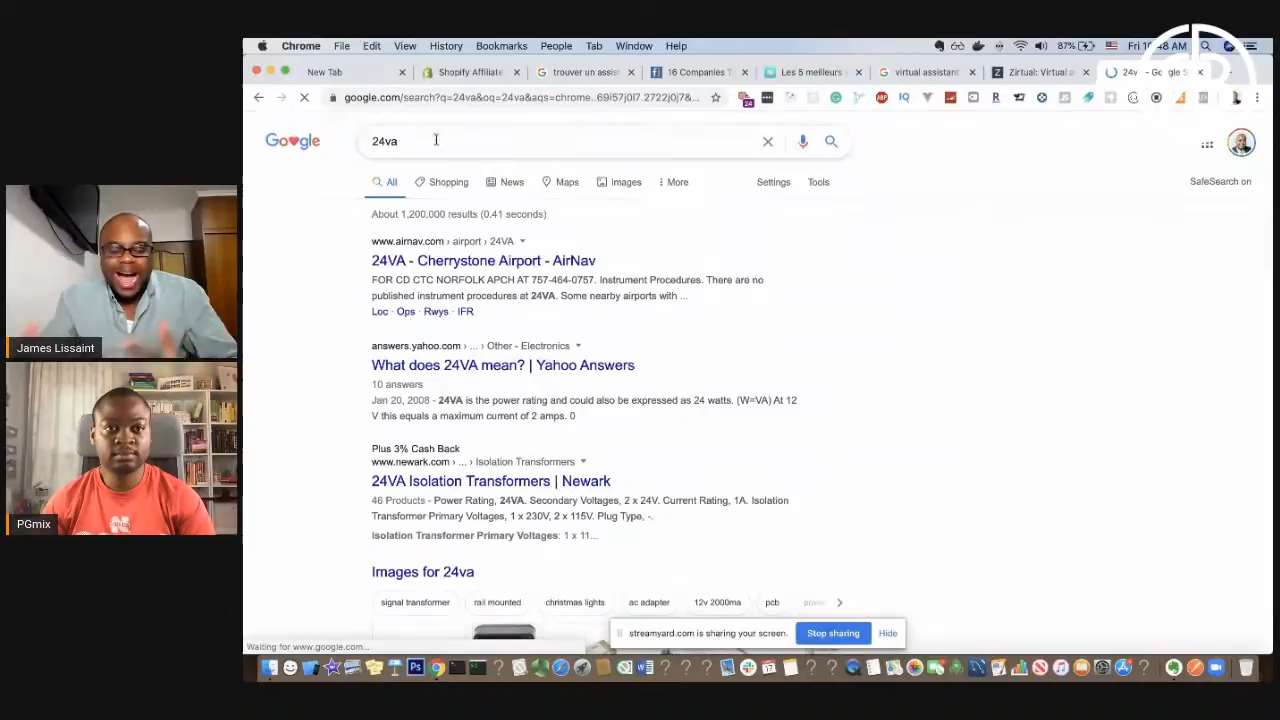 Chrome File Edit View History Bookmarks People Tab Window Help 87% Fri
New Tab Shopify Affiliate trouver un assis 16 Companies T Les 5 meilleurs virtual assistant Zirtual: Virtual a 24v - Google S
google.com/search?q=24va&oq=24va&aqs=chrome..69i57j0l7.2722j0j7&...
24
ABP
IQ
Google
24va
All Shopping News Maps Images More Settings Tools
SafeSearch on
About 1,200,000 results (0.41 seconds)
www.airnav.com › airport › 24VA
24VA - Cherrystone Airport - AirNav
FOR CD CTC NORFOLK APCH AT 757-464-0757. Instrument Procedures. There are no
published instrument procedures at 24VA. Some nearby airports with ...
Loc · Ops · Rwys · IFR
answers.yahoo.com › ... › Other - Electronics
What does 24VA mean? | Yahoo Answers
10 answers
Jan 20, 2008 - 24VA is the power rating and could also be expressed as 24 watts. (W=VA) At 12
V this equals a maximum current of 2 amps. 0
Plus 3% Cash Back
www.newark.com › ... › Isolation Transformers
24VA Isolation Transformers | Newark
46 Products - Power Rating, 24VA. Secondary Voltages, 2 x 24V. Current Rating, 1A. Isolation
Transformer Primary Voltages, 1 x 230V, 2 x 115V. Plug Type, -.
Isolation Transformer Primary Voltages: 1 x 11...
Images for 24va
signal transformer rail mounted christmas lights ac adapter 12v 2000ma pcb power
streamyard.com is sharing your screen. Stop sharing Hide
Waiting for www.google.com...
Ps
James Lissaint
PGmix
N